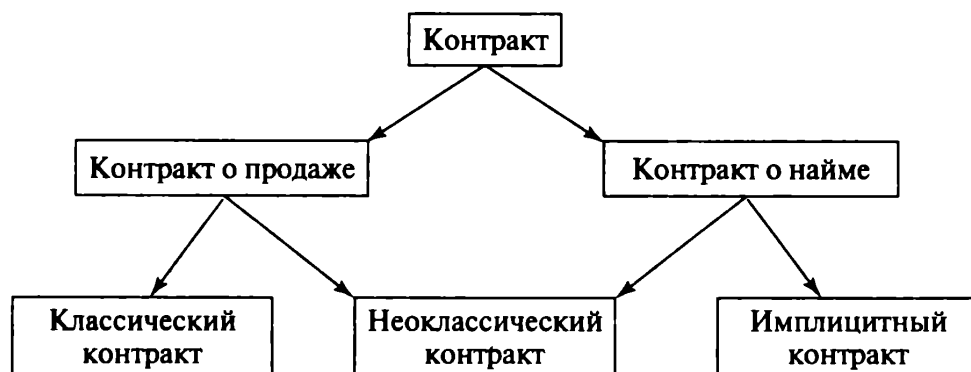 Контракт
Контракт о продаже
Контракт о найме
Классический
контракт
Неоклассический
контракт
Имплицитный
контракт